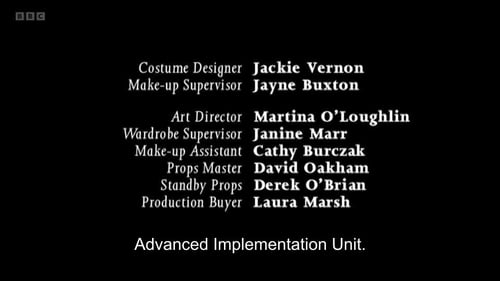 BBC
Costume Designer Jackie Vernon
Make-up Supervisor Jayne Buxton
Art Director Martina O'Loughlin
Wardrobe Supervisor Janine Marr
Make-up Assistant Cathy Burczak
Props Master David Oakham
Standby Props Derek O'Brian
Production Buyer Laura Marsh
Advanced Implementation Unit.